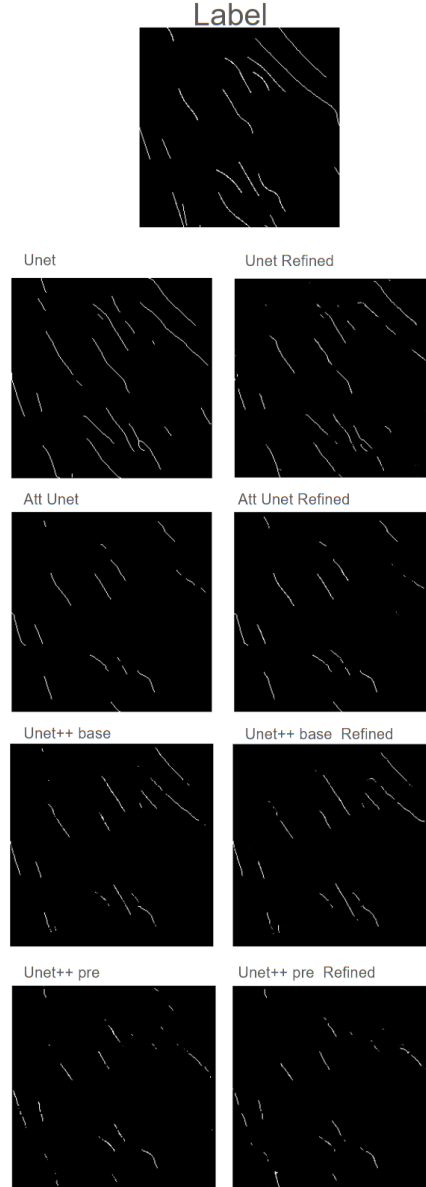 Label
Unet
Unet Refined
Att Unet
Att Unet Refined
Unet++ base
Unet++ base Refined
Unet++ pre
Unet++ pre Refined